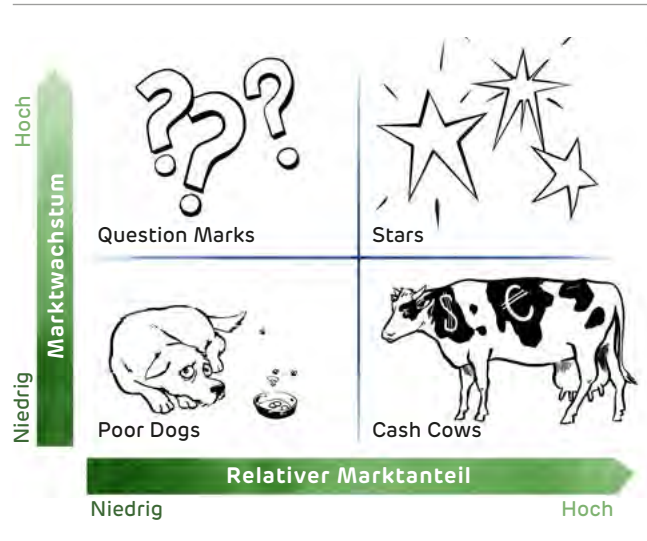 Hoch
Marktwachstum
Niedrig
Question Marks
Stars
$
€
Poor Dogs
Cash Cows
Relativer Marktanteil
Niedrig
Hoch